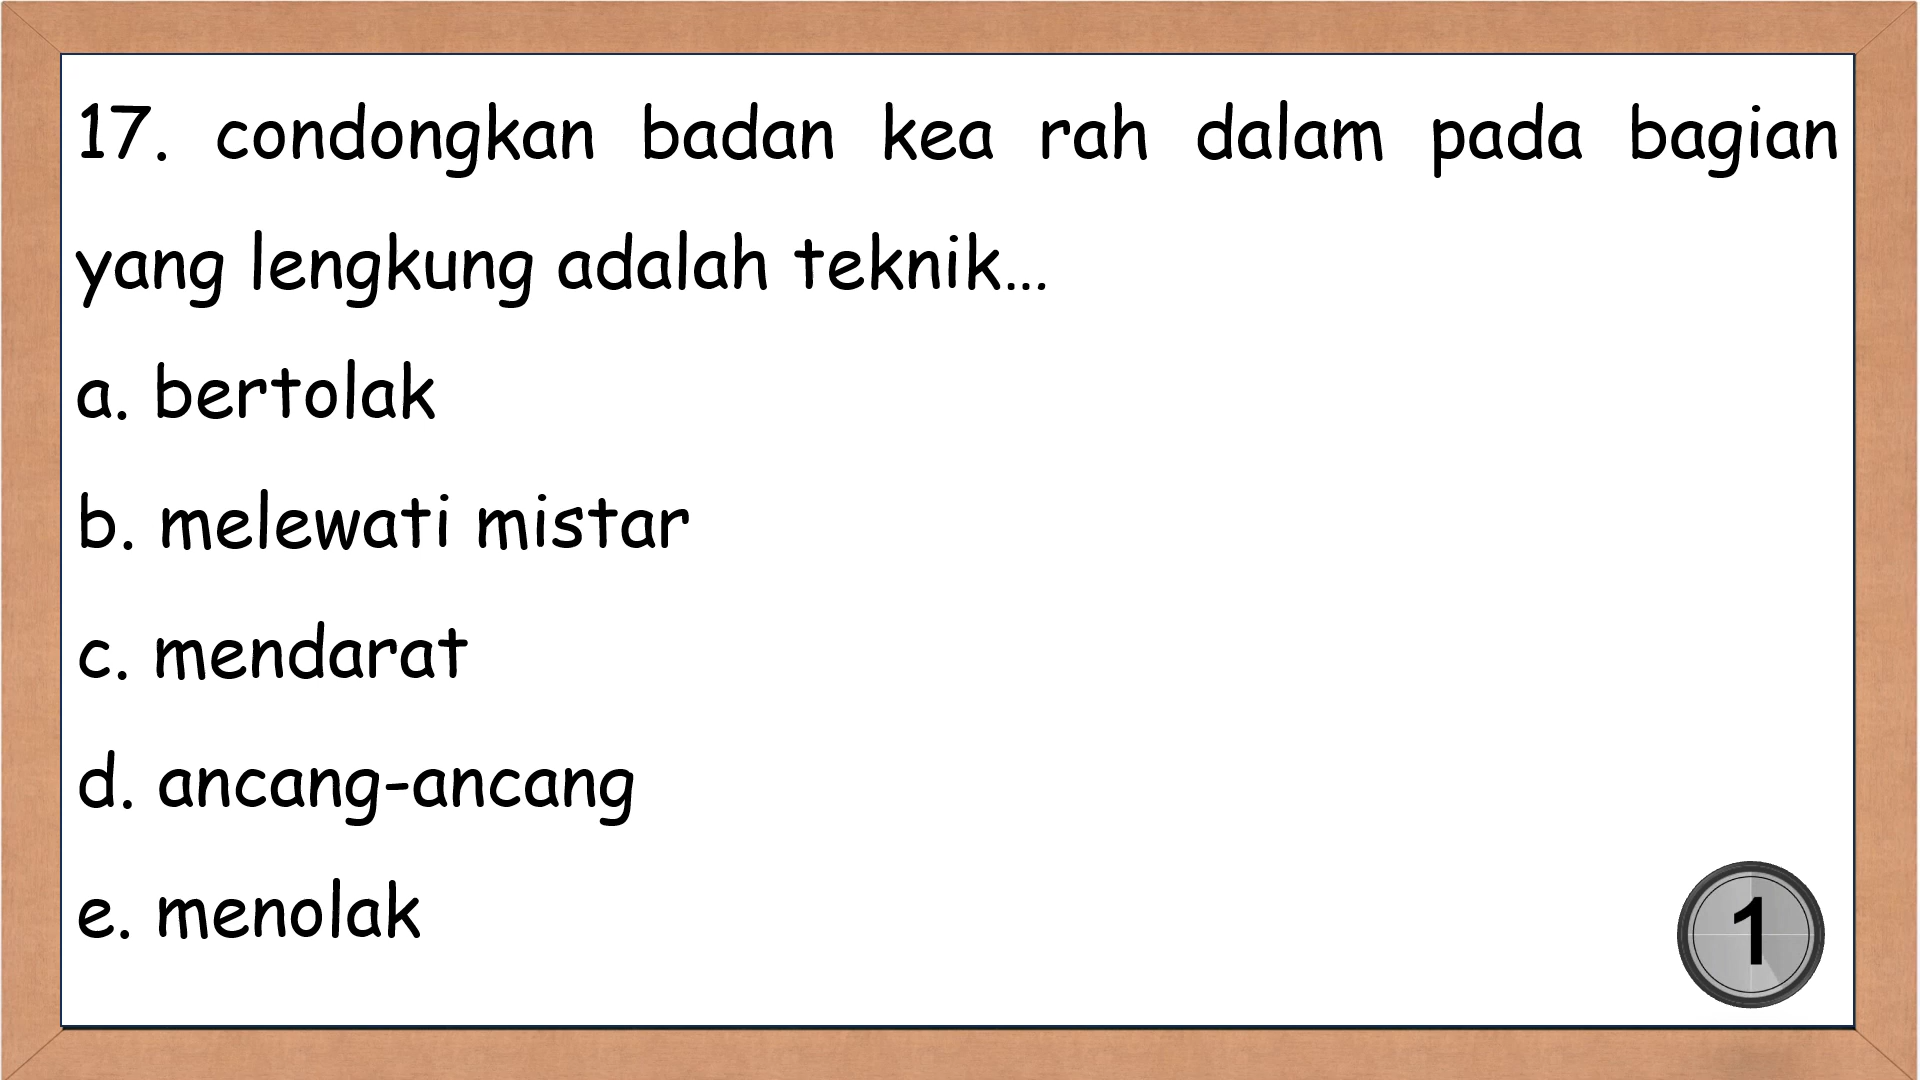 17. condongkan badan kea rah dalam pada bagian
yang lengkung adalah teknik...
a. bertolak
b. melewati mistar
c. mendarat
d. ancang-ancang
e. menolak
1